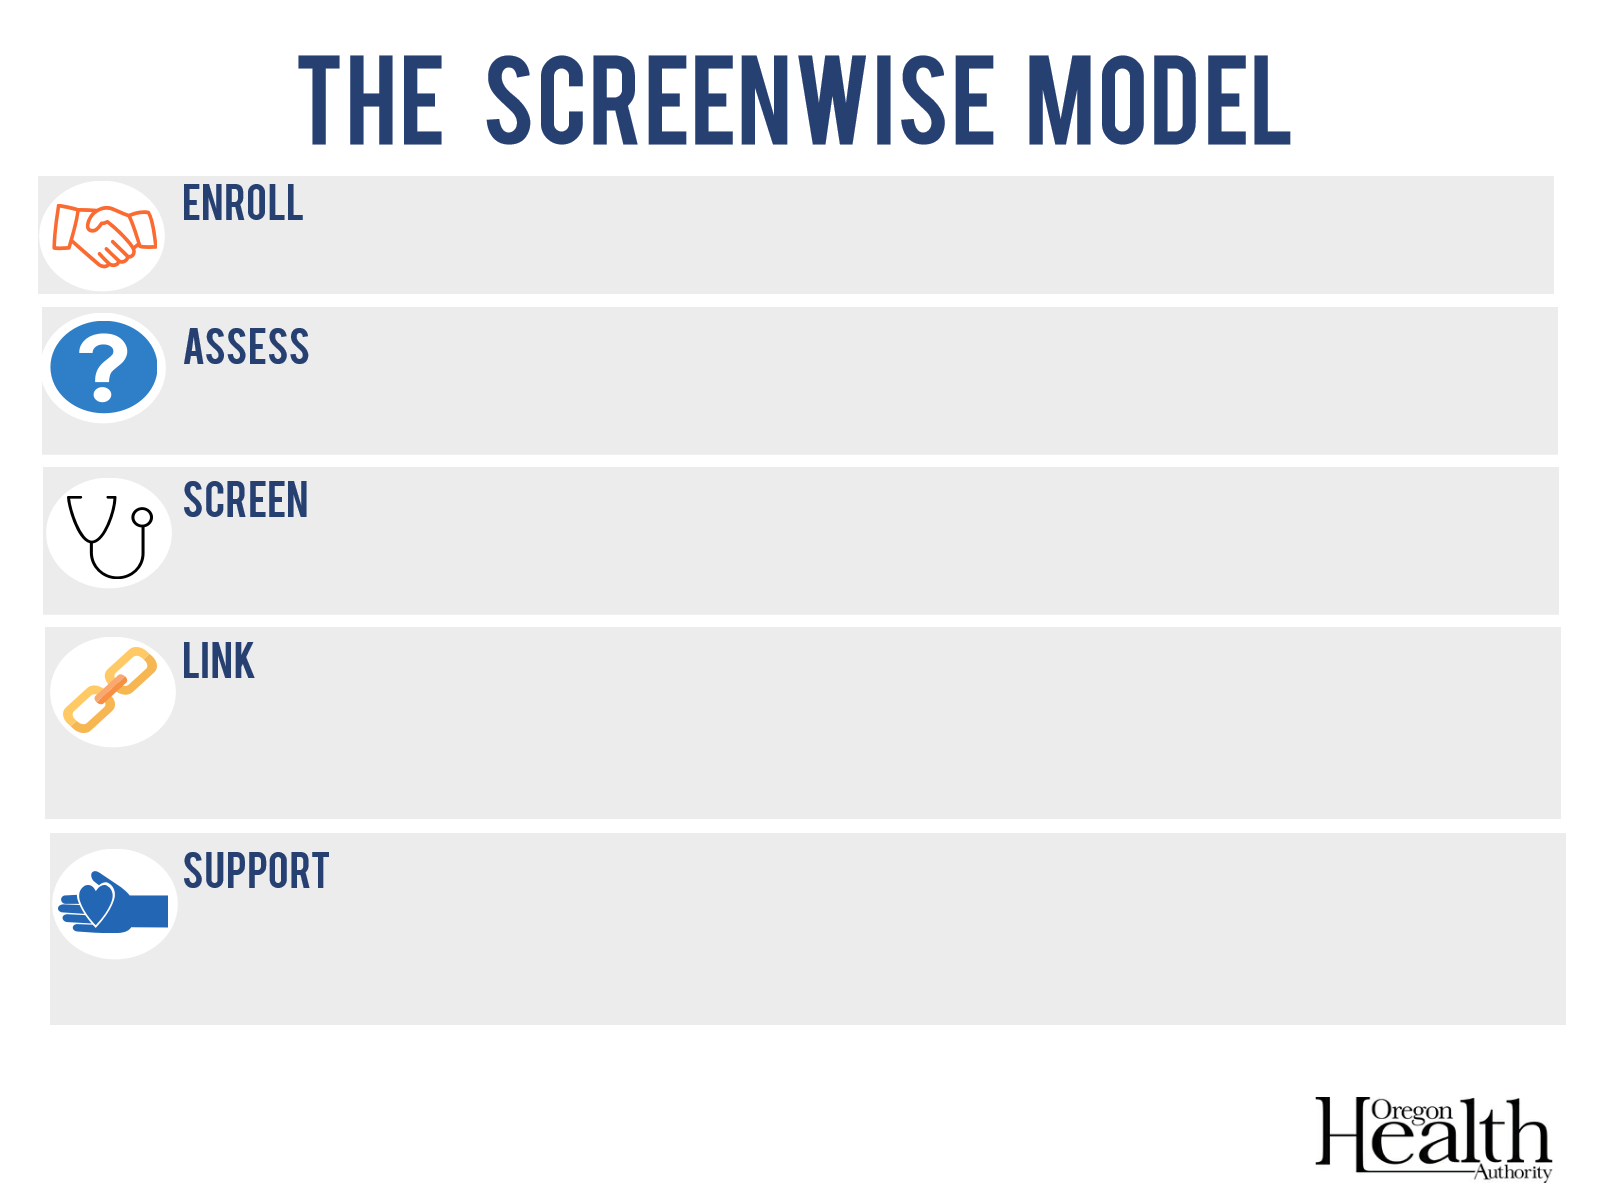 THE SCREENWISE MODEL
ENROLL
ASSESS
?
SCREEN
LINK
SUPPORT
Oregon
Health
Authority